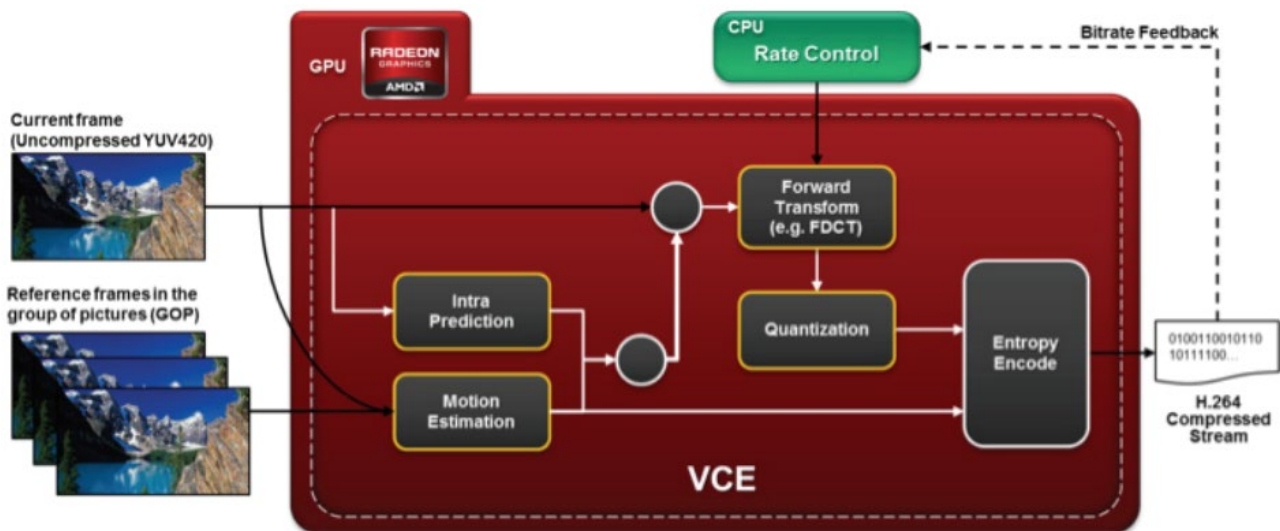 CPU
Rate Control
Bitrate Feedback
GPU
RADEON
GRAPHICS
AMD
Current frame
(Uncompressed YUV420)
Forward
Transform
(e.g. FDCT)
Reference frames in the
group of pictures (GOP)
Intra
Prediction
Quantization
Entropy
Encode
0100110010110
10111100...
Motion
Estimation
H.264
Compressed
Stream
VCE